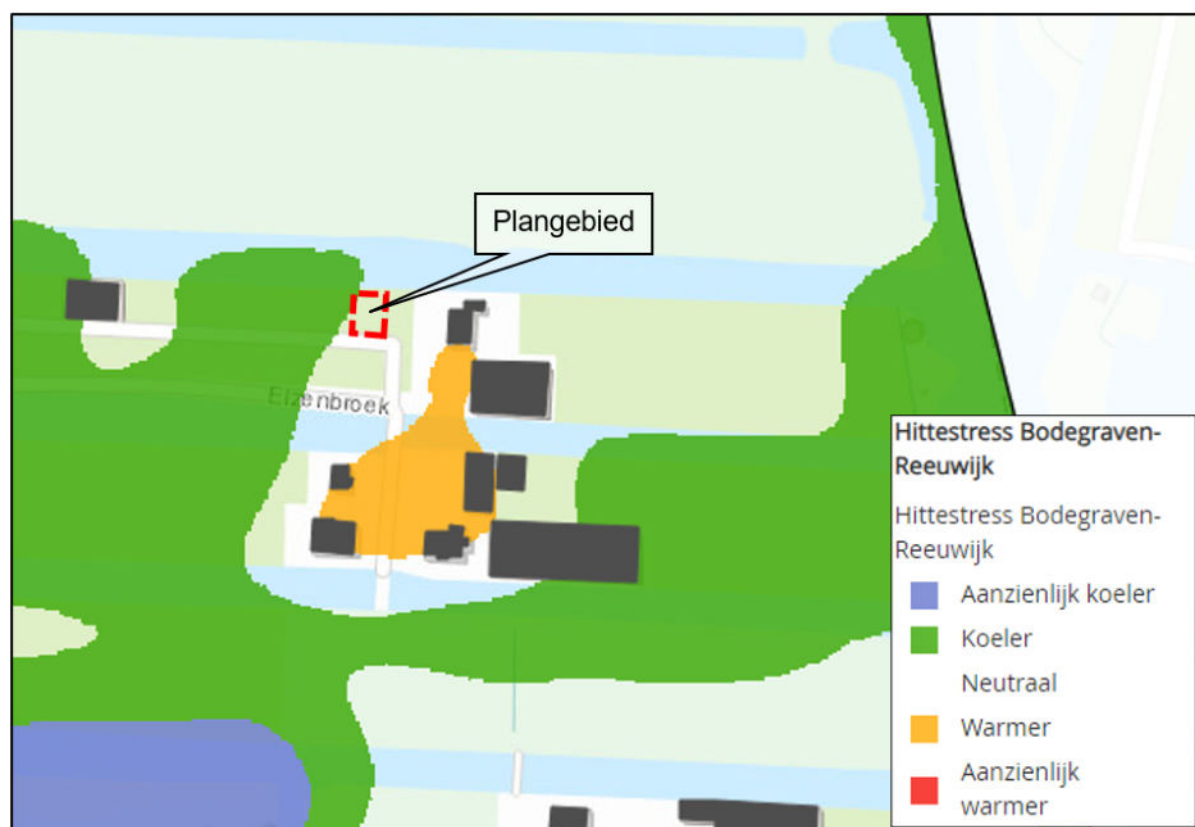 Plangebied
Elzenbroek
Hittestress Bodegraven-
Reeuwijk
Hittestress Bodegraven-
Reeuwijk
Aanzienlijk koeler
Koeler
Neutraal
Warmer
Aanzienlijk
warmer